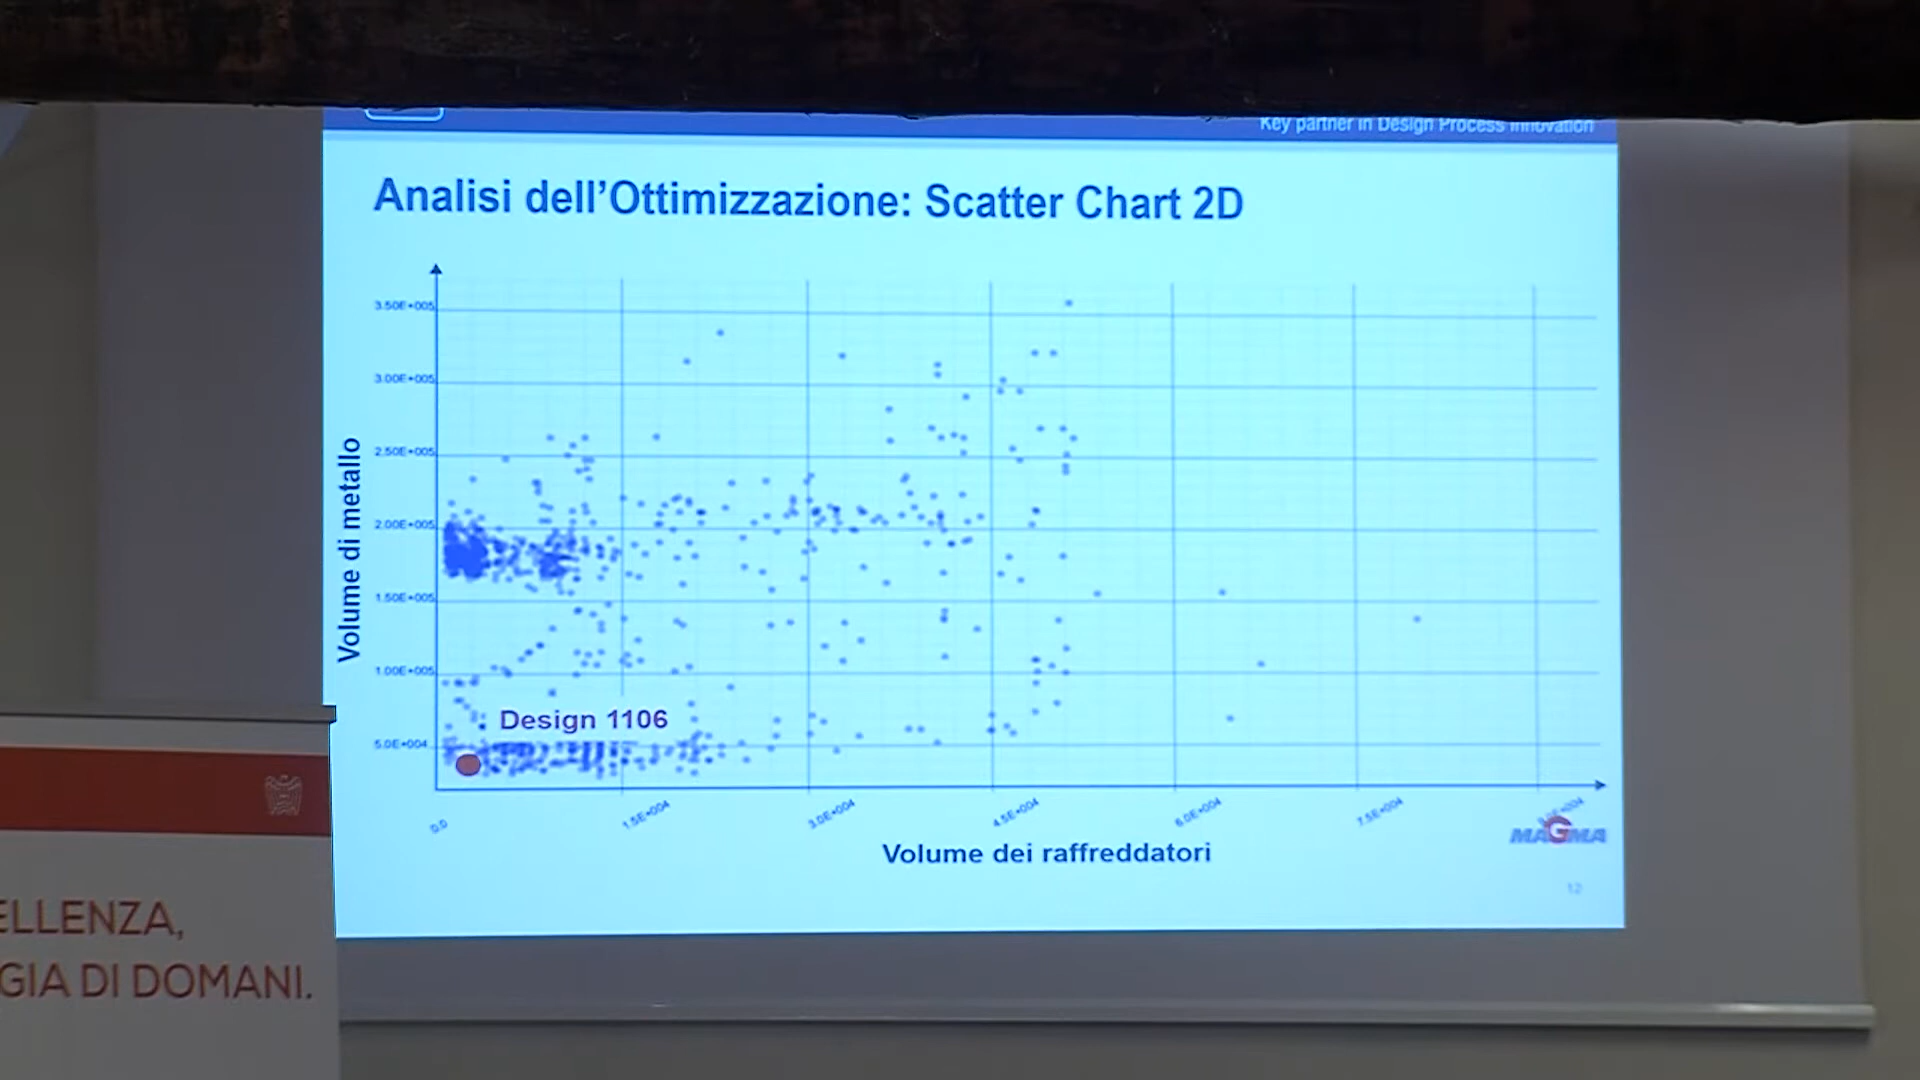 Key partner in Design Process Innovation
Analisi dell'Ottimizzazione: Scatter Chart 2D
3.50E+005
3.00E+005
2.50E+005
2.00E+005
1.50E+005
1.00E+005
5.0E+004
Volume di metallo
Design 1106
0.0
1.5E+004
3.0E+004
4.5E+004
6.0E+004
7.5E+004
MAGMA
Volume dei raffreddatori
12
ELLENZA,
GIA DI DOMANI.